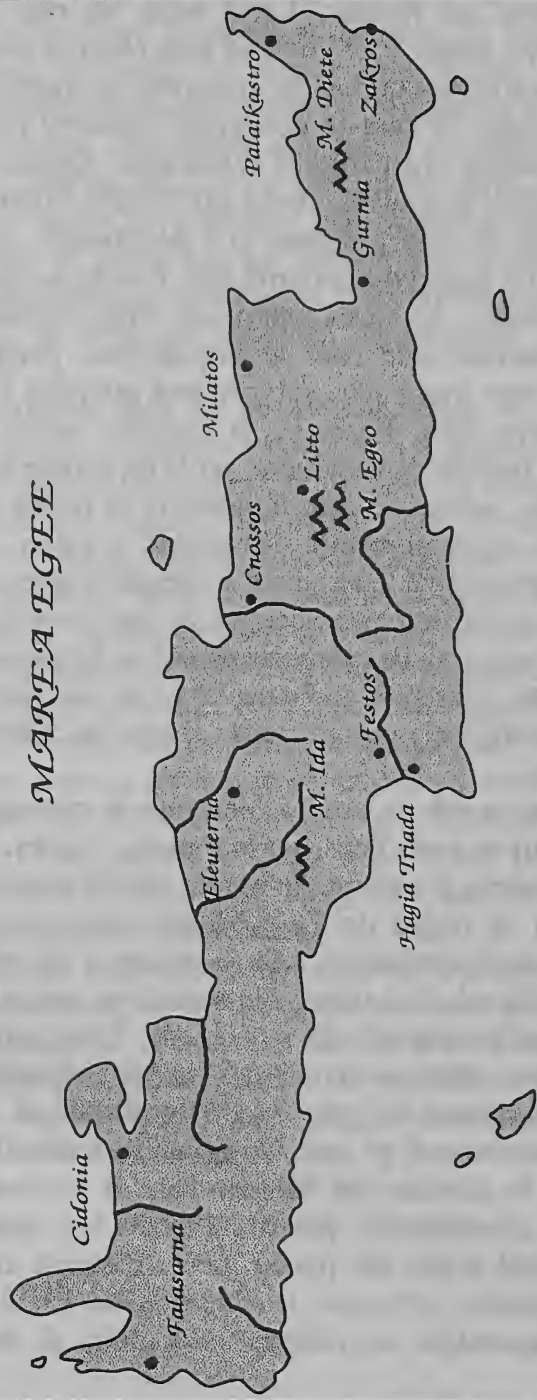 MAREA EGEE
Cidonia
Falasarna
Eleuterna
M. Ida
Festos
Hagia Triada
Cnossos
Milatos
Litto
M. Egeo
Gurnia
Palaikastro
M. Diete
Zakros